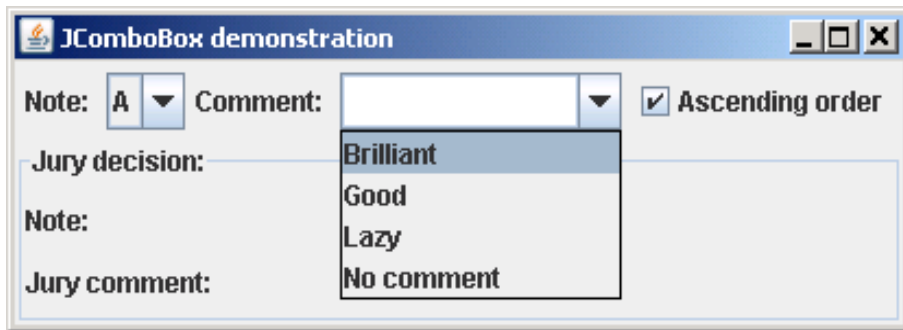 JComboBox demonstration
Note: A Comment: Ascending order
Brilliant
Good
Lazy
No comment
Jury decision:
Note:
Jury comment: